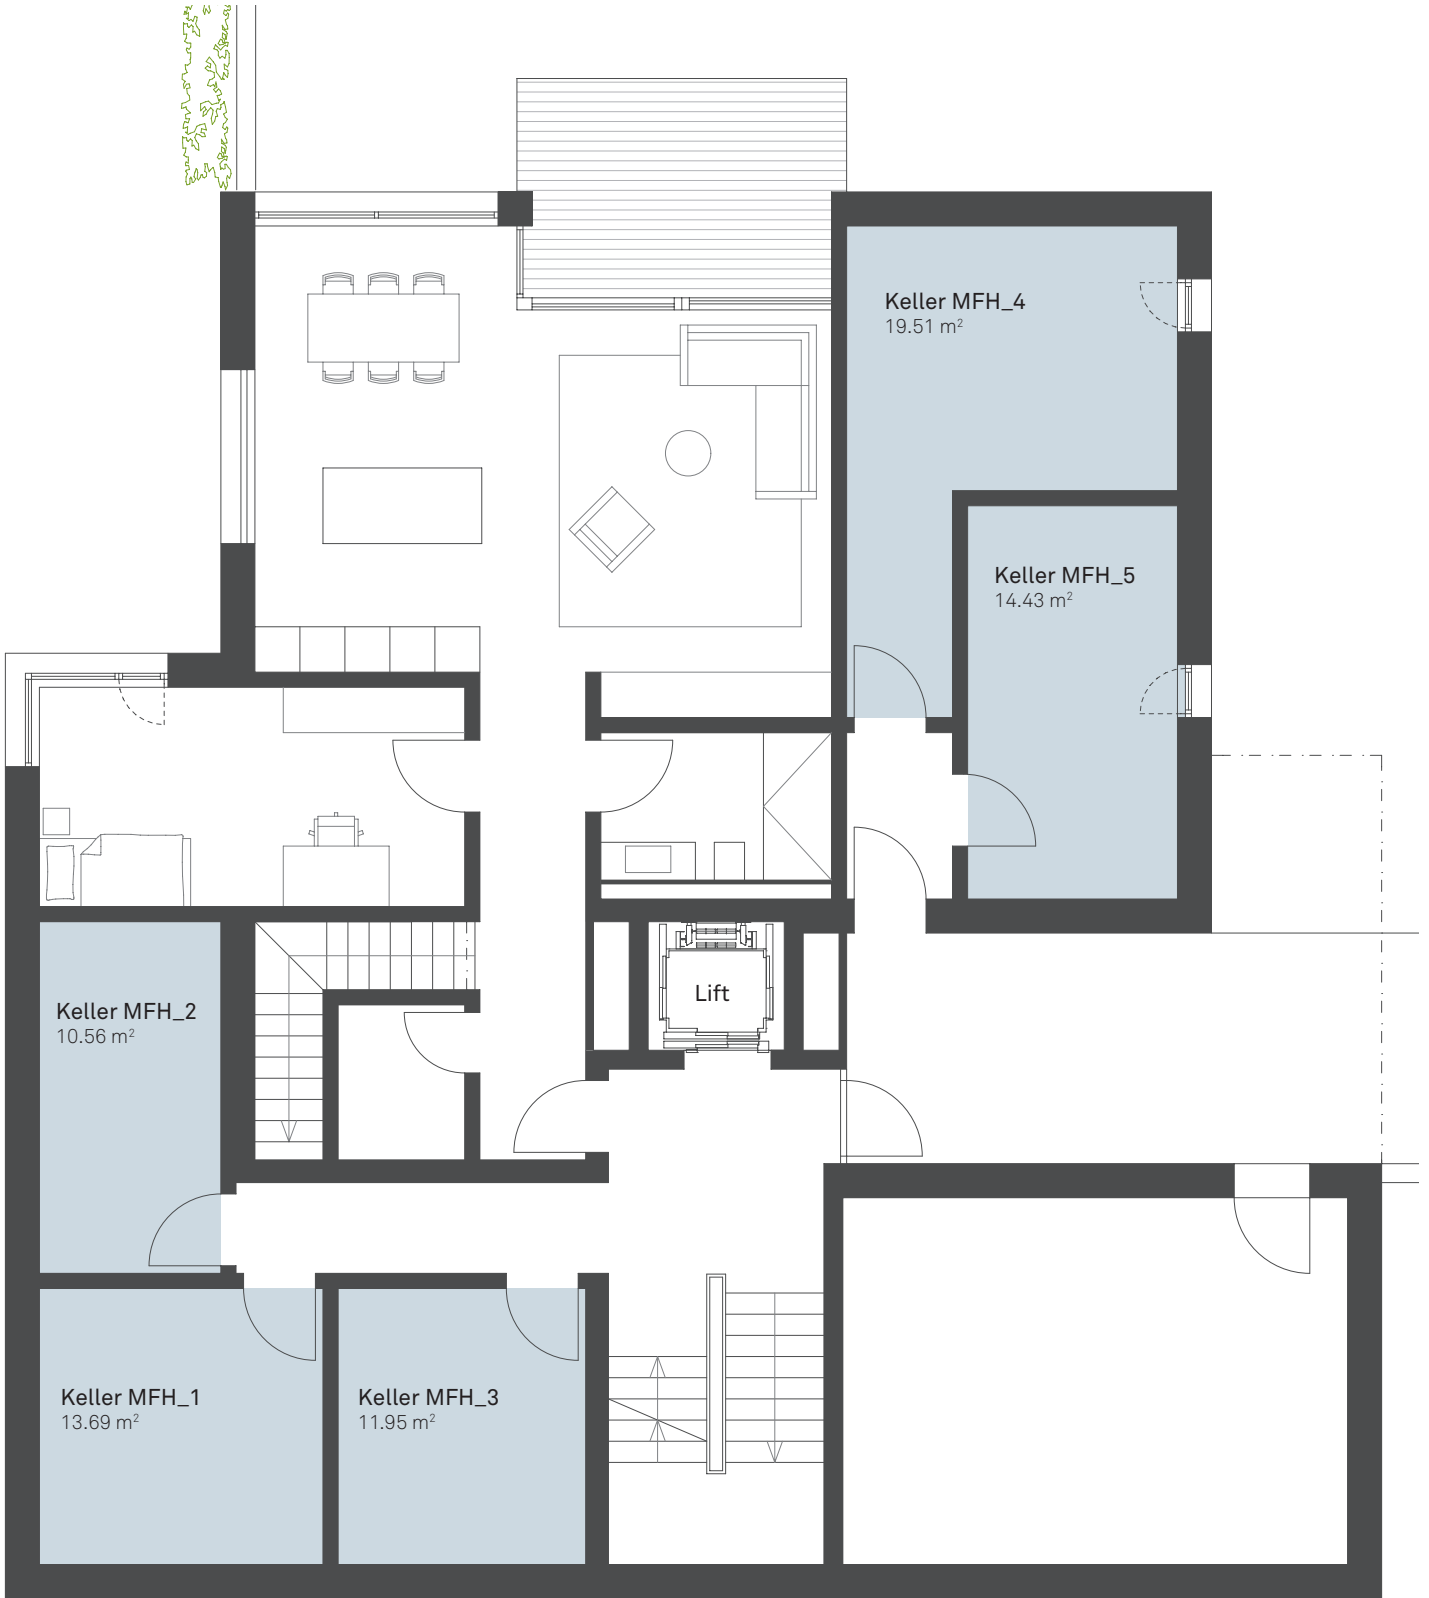 Keller MFH_4
19.51 m²
Keller MFH_5
14.43 m²
Lift
Keller MFH_2
10.56 m²
Keller MFH_1
13.69 m²
Keller MFH_3
11.95 m²